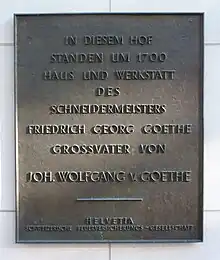 IN DIESEM HOF
STANDEN UM 1700
HAUS UND WERKSTATT
DES
SCHNEIDERMEISTERS
FRIEDRICH GEORG GOETHE
GROSSVATER VON
JOH. WOLFGANG V. GOETHE
HELVETIA
SCHWEIZERISCHE FEUERVERSICHERUNGS-GESELLSCHAFT